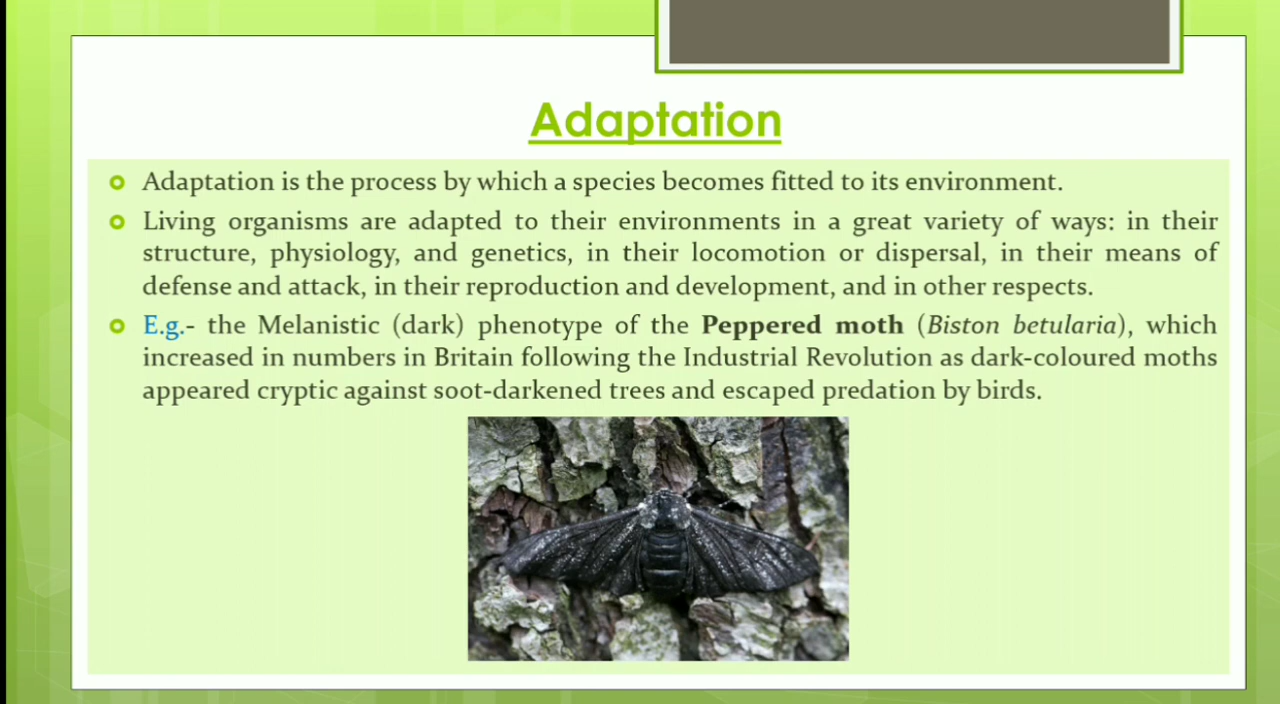 Adaptation
Adaptation is the process by which a species becomes fitted to its environment.
Living organisms are adapted to their environments in a great variety of ways: in their
structure, physiology, and genetics, in their locomotion or dispersal, in their means of
defense and attack, in their reproduction and development, and in other respects.
E.g.- the Melanistic (dark) phenotype of the Peppered moth (Biston betularia), which
increased in numbers in Britain following the Industrial Revolution as dark-coloured moths
appeared cryptic against soot-darkened trees and escaped predation by birds.